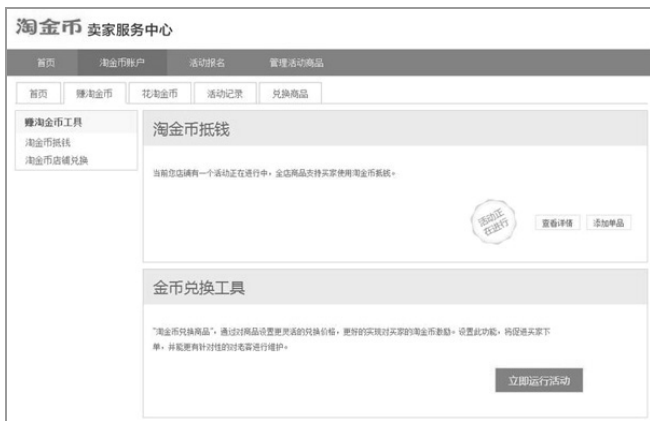 淘金币 卖家服务中心
首页 淘金币账户 活动报名 管理活动商品
首页 赚淘金币 花淘金币 活动记录 兑换商品
赚淘金币工具
淘金币抵钱
淘金币店铺兑换
淘金币抵钱
当前您店铺有一个活动正在进行中，全店商品支持买家使用淘金币抵钱。
活动正
在进行
查看详情 添加单品
金币兑换工具
"淘金币兑换商品"，通过对商品设置更灵活的兑换价格，更好的实现对买家的淘金币激励。设置此功能，将促进买家下
单，并能更有针对性的对老客进行维护。
立即运行活动